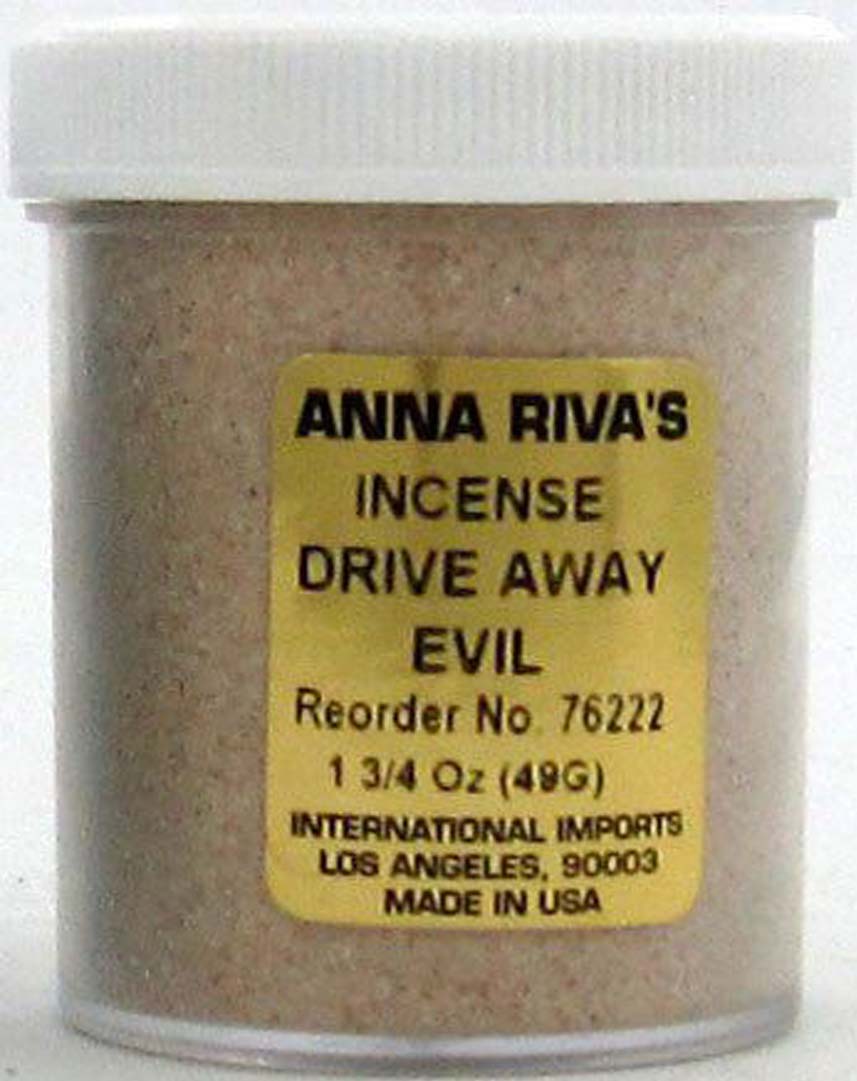 ANNA RIVA'S
INCENSE
DRIVE AWAY
EVIL
Reorder No. 76222
1 3/4 Oz (49G)
INTERNATIONAL IMPORTS
LOS ANGELES, 90003
MADE IN USA